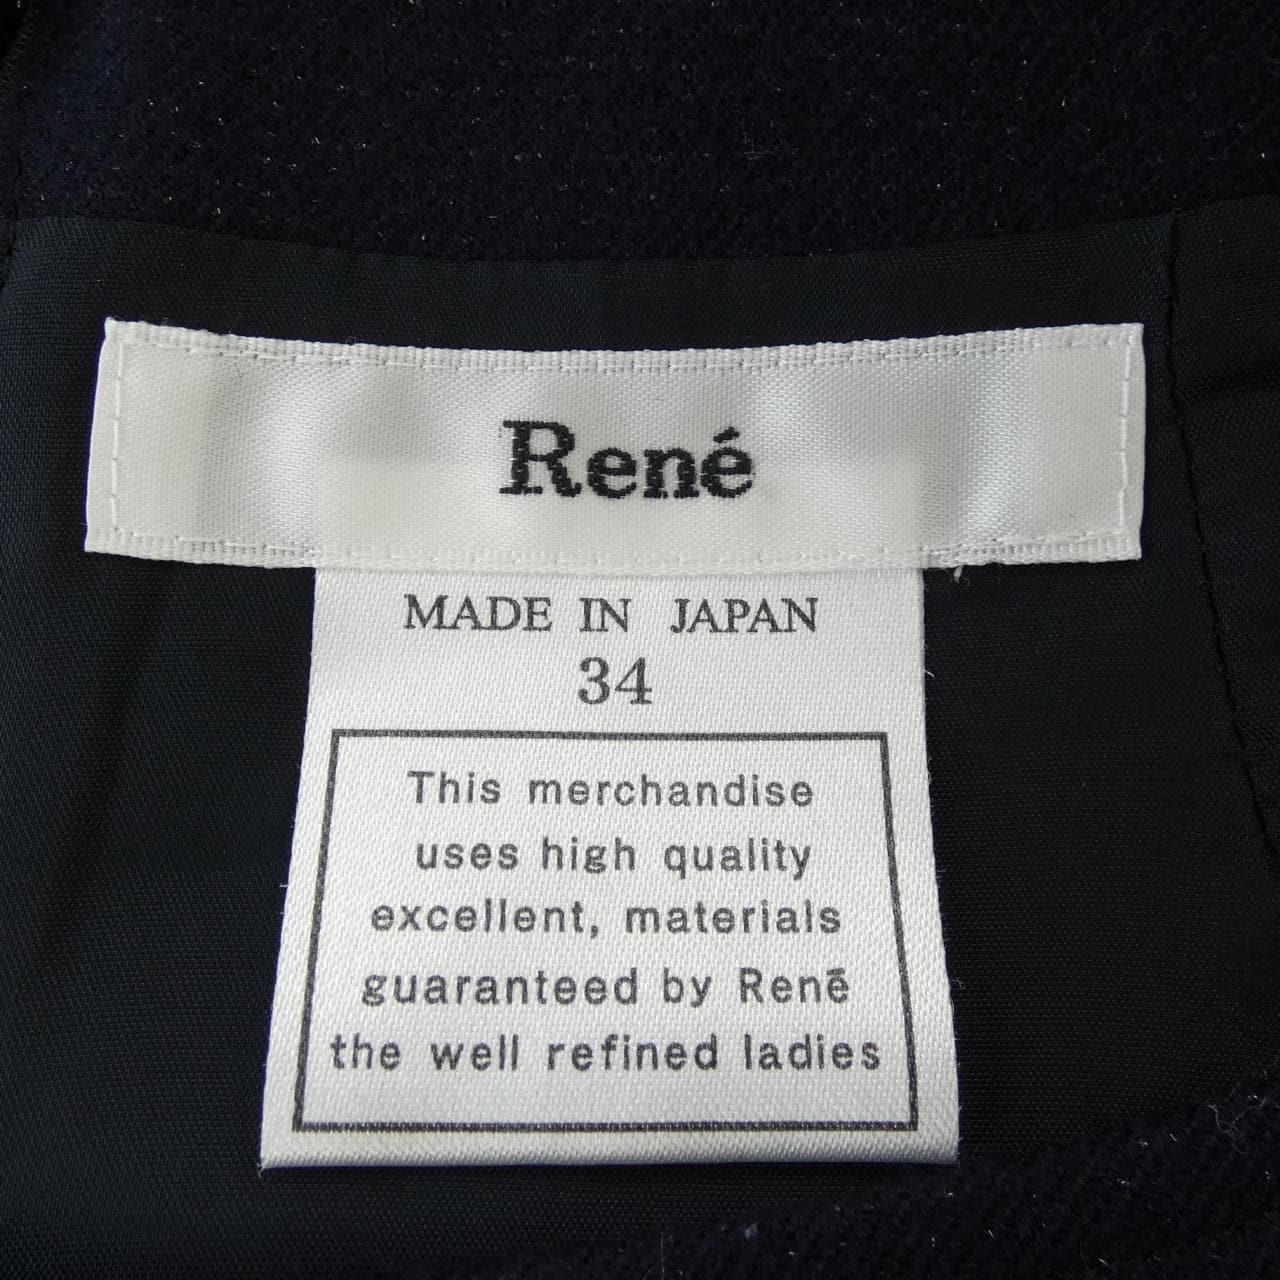 René
MADE IN JAPAN
34
This merchandise
uses high quality
excellent, materials
guaranteed by Renē
the well refined ladies